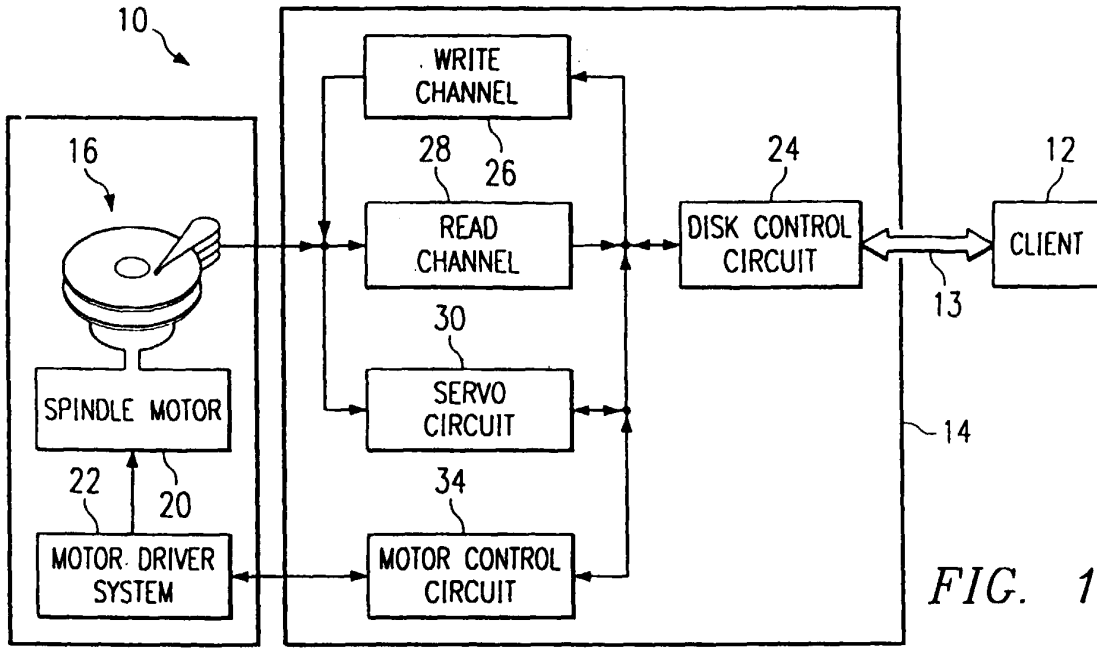 10
WRITE
CHANNEL
26
16
28
READ
CHANNEL
24
DISK CONTROL
CIRCUIT
12
CLIENT
13
30
SERVO
CIRCUIT
14
SPINDLE MOTOR
20
22
MOTOR DRIVER
SYSTEM
34
MOTOR CONTROL
CIRCUIT
FIG. 1